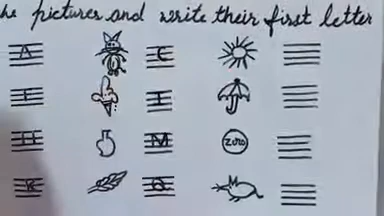 he pictures and write their first letter
A C
I I
H M zero
K Q